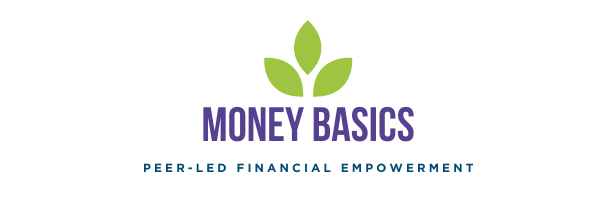 MONEY BASICS
PEER-LED FINANCIAL EMPOWERMENT